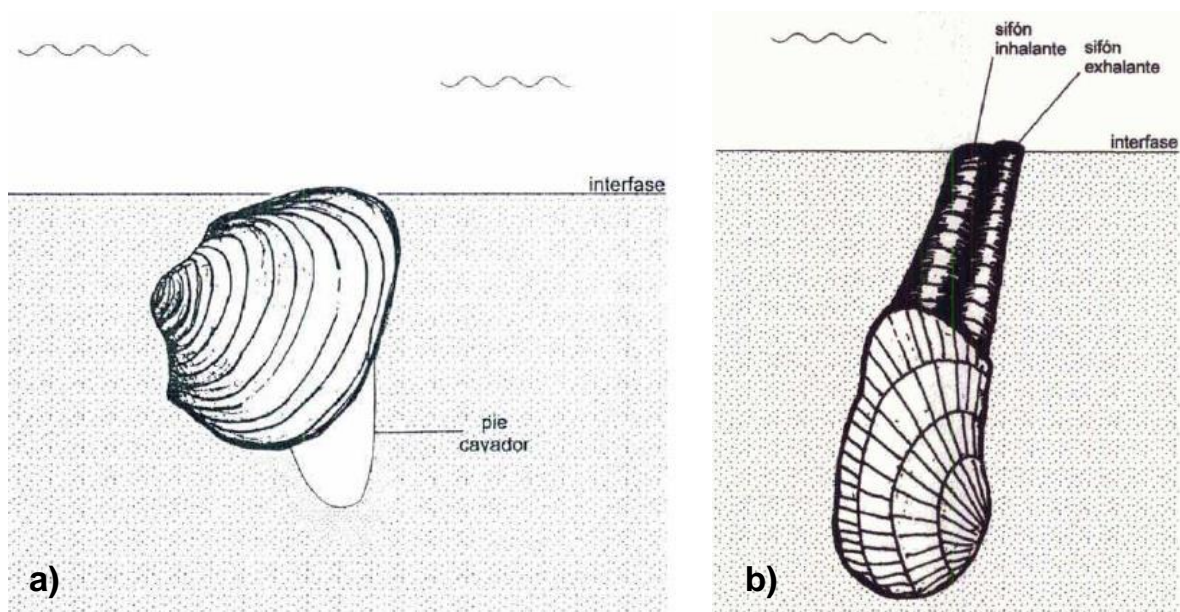 interfase
pie
cavador
a)
sifón
inhalante
sifón
exhalante
interfase
b)